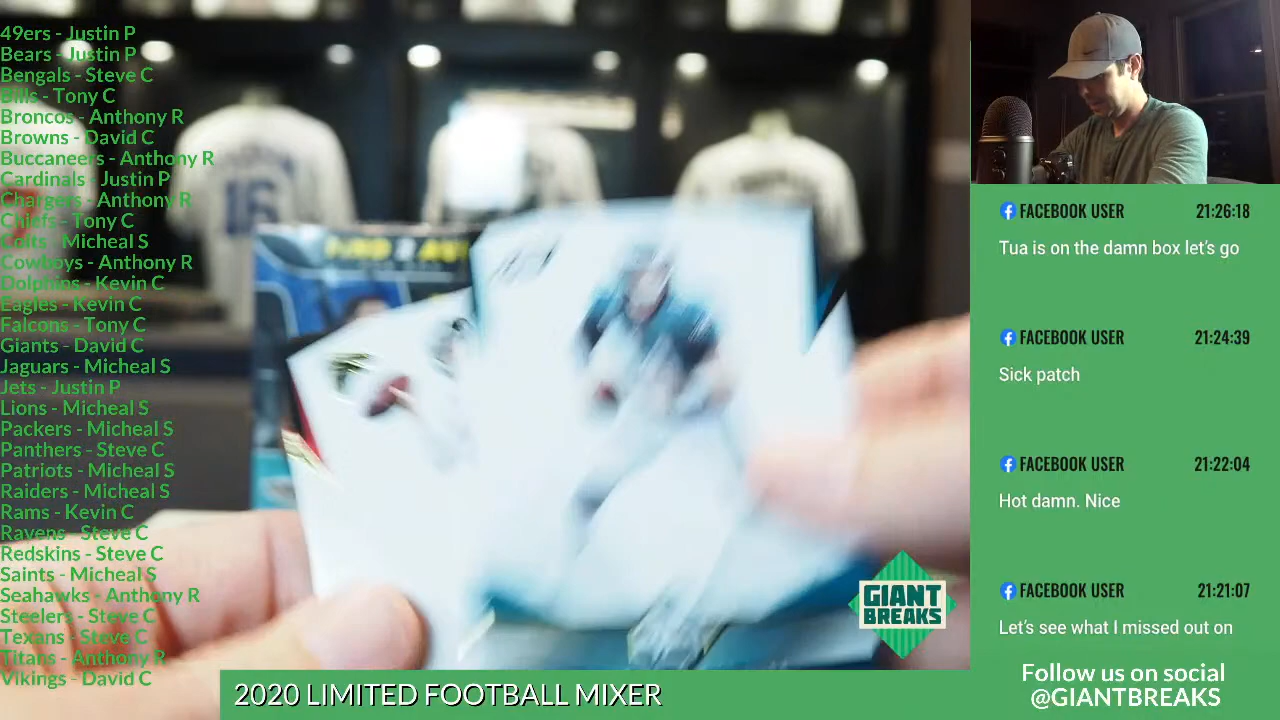 49ers - Justin P
Bears - Justin P
Bengals - Steve C
Bills - Tony C
Broncos - Anthony R
Browns - David C
Buccaneers - Anthony R
Cardinals - Justin P
Chargers - Anthony R
Chiefs - Tony C
Colts - Micheal S
Cowboys - Anthony R
Dolphins - Kevin C
Eagles - Kevin C
Falcons - Tony C
Giants - David C
Jaguars - Micheal S
Jets - Justin P
Lions - Micheal S
Packers - Micheal S
Panthers - Steve C
Patriots - Micheal S
Raiders - Micheal S
Rams - Kevin C
Ravens - Steve C
Redskins - Steve C
Saints - Micheal S
Seahawks - Anthony R
Steelers - Steve C
Texans - Steve C
Titans - Anthony R
Vikings - David C
16
GIANT
BREAKS
2020 LIMITED FOOTBALL MIXER
FACEBOOK USER 21:26:18
Tua is on the damn box let's go
FACEBOOK USER 21:24:39
Sick patch
FACEBOOK USER 21:22:04
Hot damn. Nice
FACEBOOK USER 21:21:07
Let's see what I missed out on
Follow us on social
@GIANTBREAKS